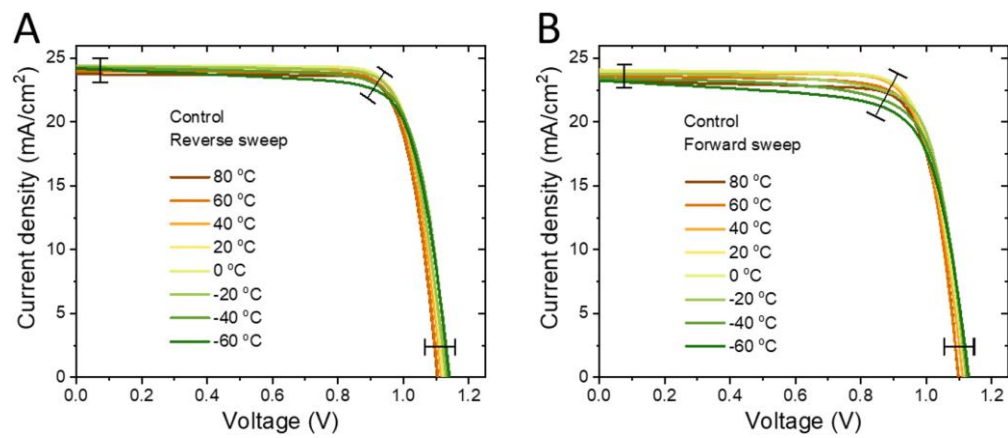 A
Current density (mA/cm²)
25
20
15
10
5
0
Control
Reverse sweep
80 °C
60 °C
40 °C
20 °C
0 °C
-20 °C
-40 °C
-60 °C
0.0 0.2 0.4 0.6 0.8 1.0 1.2
Voltage (V)
B
Current density (mA/cm²)
25
20
15
10
5
0
Control
Forward sweep
80 °C
60 °C
40 °C
20 °C
0 °C
-20 °C
-40 °C
-60 °C
0.0 0.2 0.4 0.6 0.8 1.0 1.2
Voltage (V)